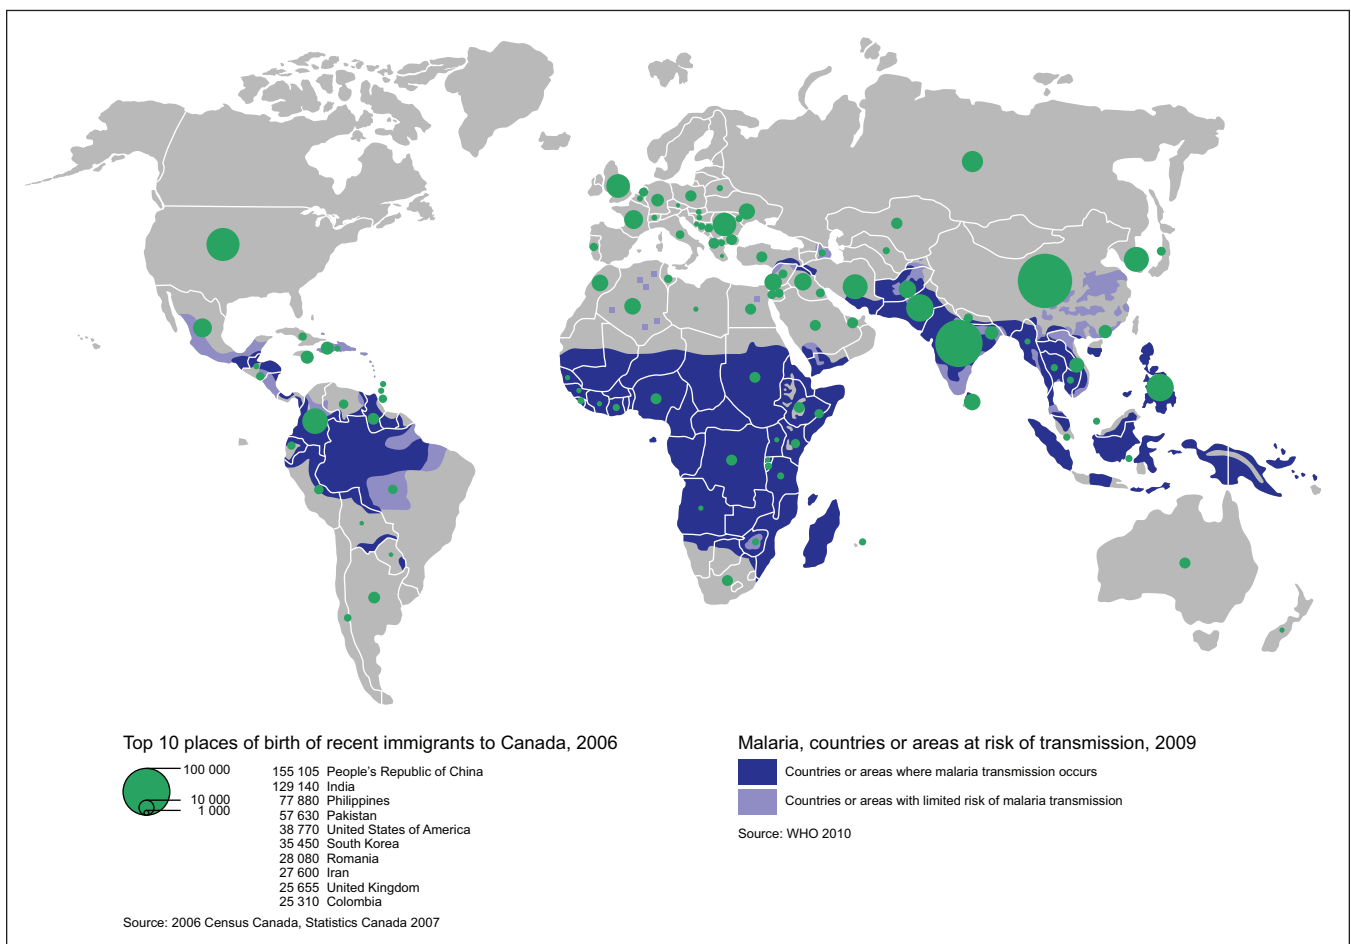 Top 10 places of birth of recent immigrants to Canada, 2006
100 000
10 000
1 000
155 105 People's Republic of China
129 140 India
77 880 Philippines
57 630 Pakistan
38 770 United States of America
35 450 South Korea
28 080 Romania
27 600 Iran
25 655 United Kingdom
25 310 Colombia
Source: 2006 Census Canada, Statistics Canada 2007
Malaria, countries or areas at risk of transmission, 2009
Countries or areas where malaria transmission occurs
Countries or areas with limited risk of malaria transmission
Source: WHO 2010